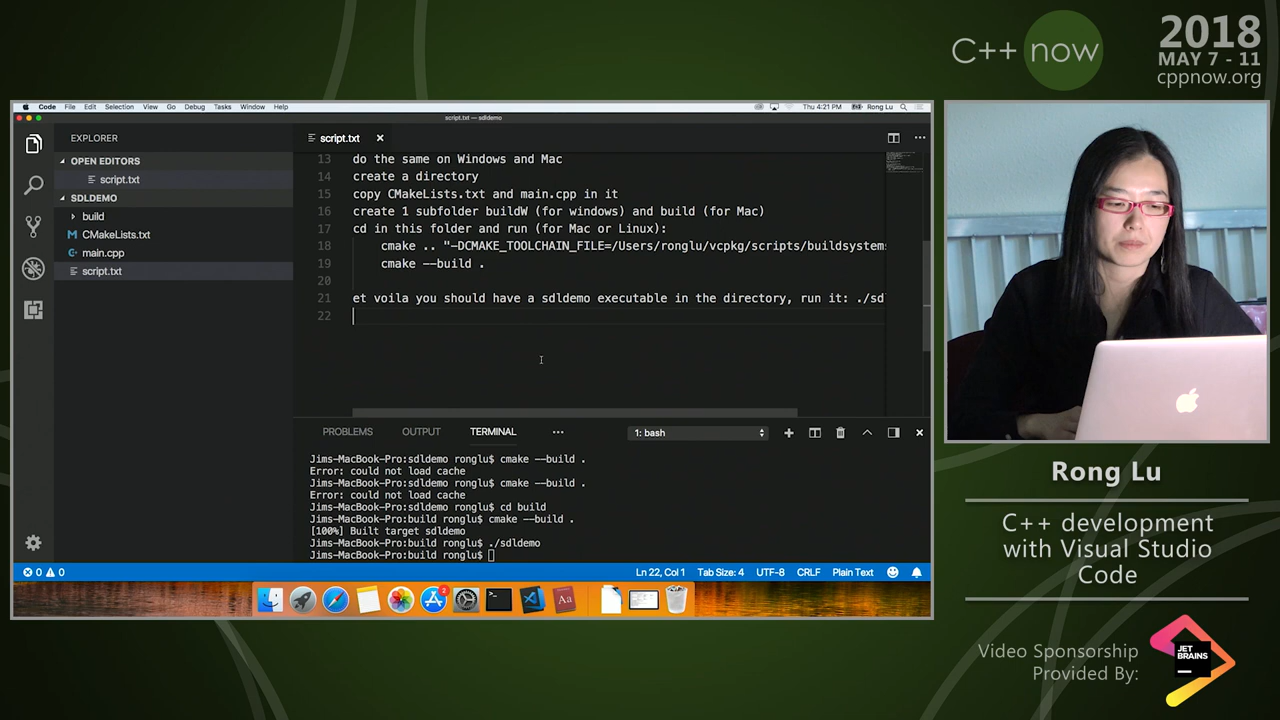 C++ now
2018
MAY 7 - 11
cppnow.org
Code File Edit Selection View Go Debug Tasks Window Help
Thu 4:21 PM Rong Lu
script.txt — sdldemo
EXPLORER
OPEN EDITORS
script.txt
SDLDEMO
build
CMakeLists.txt
main.cpp
script.txt
script.txt
13 do the same on Windows and Mac
14 create a directory
15 copy CMakeLists.txt and main.cpp in it
16 create 1 subfolder buildW (for windows) and build (for Mac)
17 cd in this folder and run (for Mac or Linux):
18 cmake .. "-DCMAKE_TOOLCHAIN_FILE=/Users/ronglu/vcpkg/scripts/buildsystems
19 cmake --build .
20
21 et voila you should have a sdldemo executable in the directory, run it: ./sdl
22
PROBLEMS OUTPUT TERMINAL ... 1: bash
Jims-MacBook-Pro:sdldemo ronglu$ cmake --build .
Error: could not load cache
Jims-MacBook-Pro:sdldemo ronglu$ cmake --build .
Error: could not load cache
Jims-MacBook-Pro:sdldemo ronglu$ cd build
Jims-MacBook-Pro:build ronglu$ cmake --build .
[100%] Built target sdldemo
Jims-MacBook-Pro:build ronglu$ ./sdldemo
Jims-MacBook-Pro:build ronglu$
0 0 Ln 22, Col 1 Tab Size: 4 UTF-8 CRLF Plain Text
Rong Lu
C++ development
with Visual Studio
Code
Video Sponsorship
Provided By:
JET
BRAINS